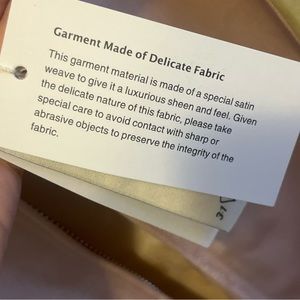 Garment Made of Delicate Fabric
This garment material is made of a special satin
weave to give it a luxurious sheen and feel. Given
the delicate nature of this fabric, please take
special care to avoid contact with sharp or
abrasive objects to preserve the integrity of the
fabric.